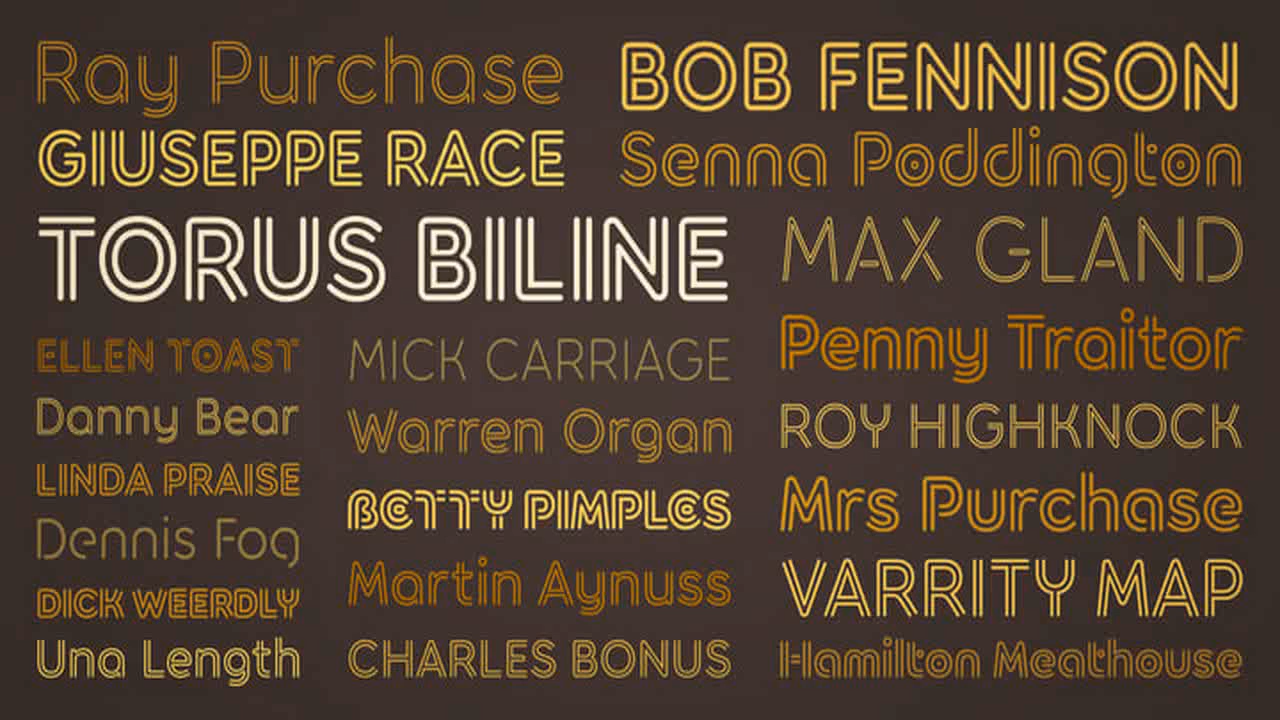 Ray Purchase
BOB FENNISON
GIUSEPPE RACE
Senna Poddington
TORUS BILINE
MAX GLAND
Penny Traitor
ELLEN TOAST
MICK CARRIAGE
Danny Bear
Warren Organ
ROY HIGHKNOCK
LINDA PRAISE
BETTY PIMPLES
Mrs Purchase
Dennis Fog
Martin Aynuss
VARRITY MAP
DICK WEERDLY
Una Length
CHARLES BONUS
Hamilton Meathouse